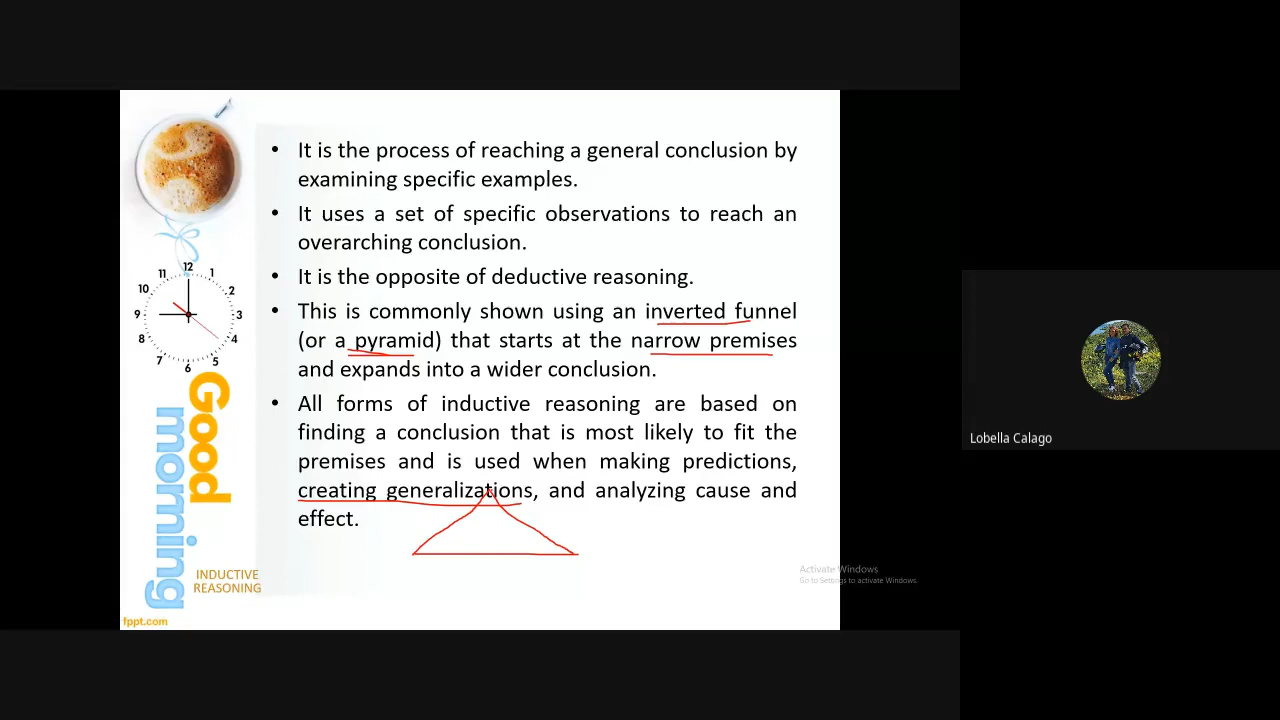 • It is the process of reaching a general conclusion by
examining specific examples.
• It uses a set of specific observations to reach an
overarching conclusion.
• It is the opposite of deductive reasoning.
• This is commonly shown using an inverted funnel
(or a pyramid) that starts at the narrow premises
and expands into a wider conclusion.
• All forms of inductive reasoning are based on
finding a conclusion that is most likely to fit the
premises and is used when making predictions,
creating generalizations, and analyzing cause and
effect.
12
1
2
3
4
5
6
7
8
9
10
11
Good
morning
INDUCTIVE
REASONING
fppt.com
Lobella Calago
Activate Windows
Go to Settings to activate Windows.